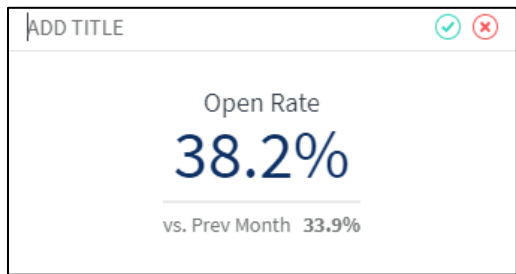 ADD TITLE
Open Rate
38.2%
vs. Prev Month 33.9%